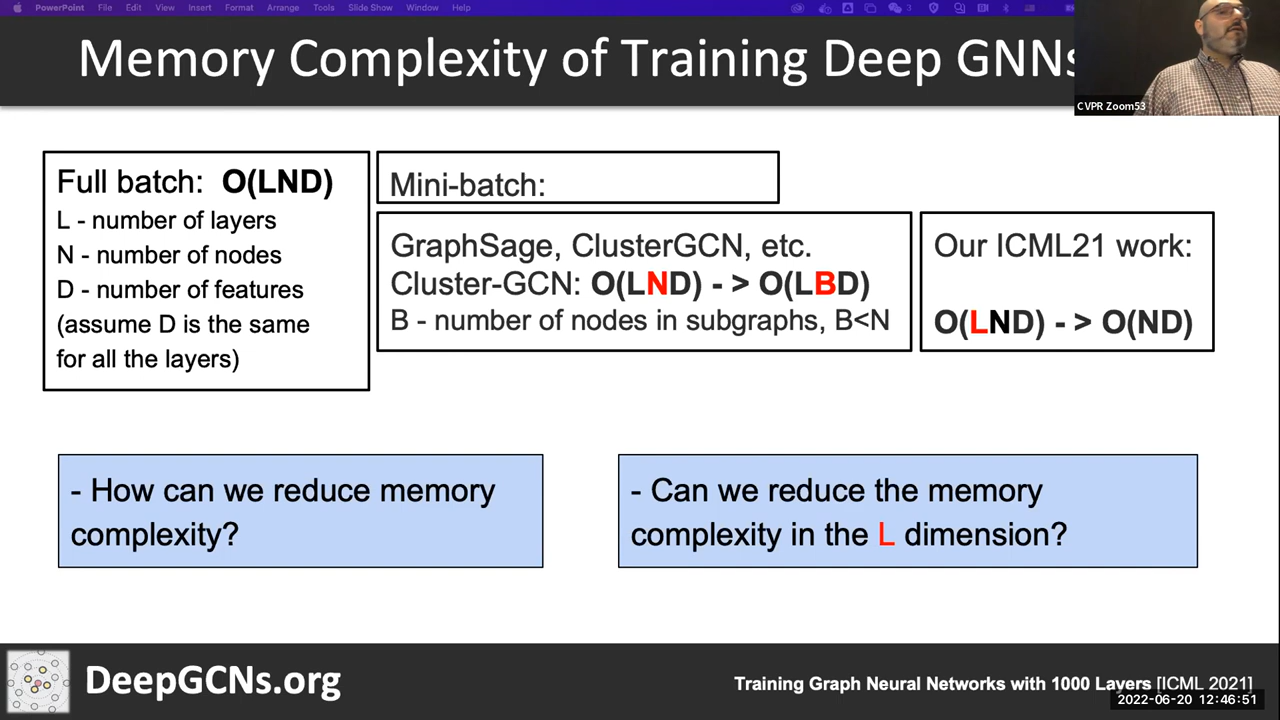 PowerPoint File Edit View Insert Format Arrange Tools Slide Show Window Help
3
Memory Complexity of Training Deep GNNs
CVPR Zoom53
Full batch: O(LND)
L - number of layers
N - number of nodes
D - number of features
(assume D is the same
for all the layers)
Mini-batch:
GraphSage, ClusterGCN, etc.
Cluster-GCN: O(LND) - > O(LBD)
B - number of nodes in subgraphs, B<N
Our ICML21 work:
O(LND) - > O(ND)
- How can we reduce memory
complexity?
- Can we reduce the memory
complexity in the L dimension?
DeepGCNs.org
Training Graph Neural Networks with 1000 Layers [ICML 2021]
2022-06-20 12:46:51